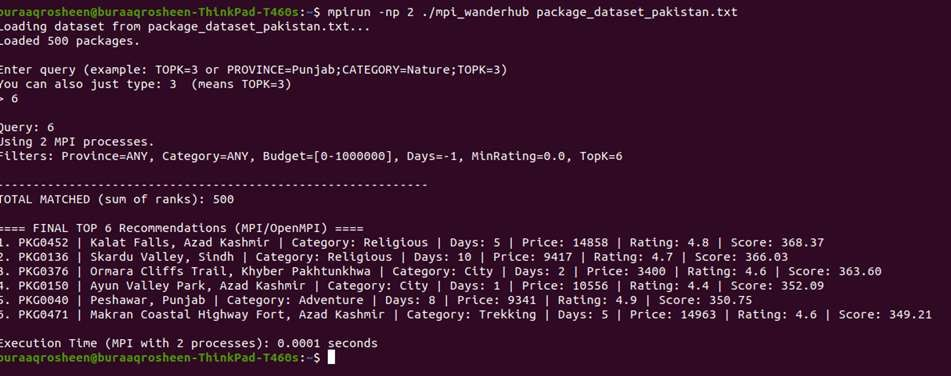 buraaqrosheen@buraaqrosheen-ThinkPad-T460s:~$ mpirun -np 2 ./mpi_wanderhub package_dataset_pakistan.txt
Loading dataset from package_dataset_pakistan.txt...
Loaded 500 packages.
Enter query (example: TOPK=3 or PROVINCE=Punjab;CATEGORY=Nature;TOPK=3)
You can also just type: 3  (means TOPK=3)
> 6
Query: 6
Using 2 MPI processes.
Filters: Province=ANY, Category=ANY, Budget=[0-1000000], Days=-1, MinRating=0.0, TopK=6
------------------------------------------------------------
TOTAL MATCHED (sum of ranks): 500
==== FINAL TOP 6 Recommendations (MPI/OpenMPI) ====
1. PKG0452 | Kalat Falls, Azad Kashmir | Category: Religious | Days: 5 | Price: 14858 | Rating: 4.8 | Score: 368.37
2. PKG0136 | Skardu Valley, Sindh | Category: Religious | Days: 10 | Price: 9417 | Rating: 4.7 | Score: 366.03
3. PKG0376 | Ormara Cliffs Trail, Khyber Pakhtunkhwa | Category: City | Days: 2 | Price: 3400 | Rating: 4.6 | Score: 363.60
4. PKG0150 | Ayun Valley Park, Azad Kashmir | Category: City | Days: 1 | Price: 10556 | Rating: 4.4 | Score: 352.09
5. PKG0040 | Peshawar, Punjab | Category: Adventure | Days: 8 | Price: 9341 | Rating: 4.9 | Score: 350.75
6. PKG0471 | Makran Coastal Highway Fort, Azad Kashmir | Category: Trekking | Days: 5 | Price: 14963 | Rating: 4.6 | Score: 349.21
Execution Time (MPI with 2 processes): 0.0001 seconds
buraaqrosheen@buraaqrosheen-ThinkPad-T460s:~$